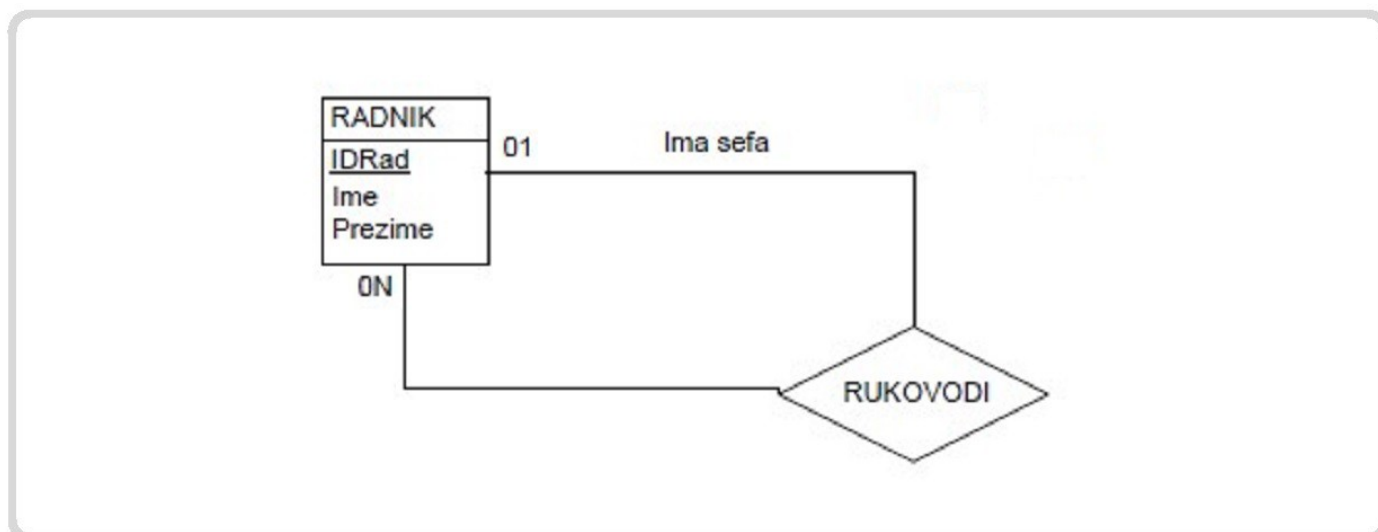 RADNIK
IDRad
Ime
Prezime
01
Ima sefa
0N
RUKOVODI